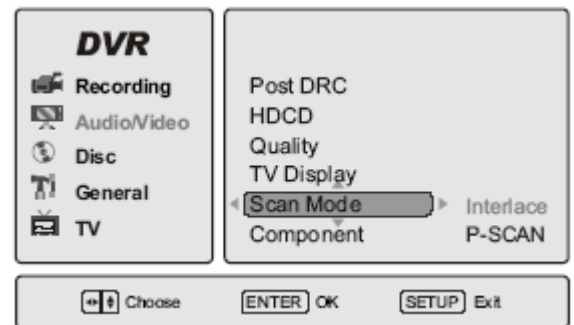 DVR
Recording
Audio/Video
Disc
General
TV
Post DRC
HDCD
Quality
TV Display
Scan Mode Interlace
Component P-SCAN
Choose ENTER OK SETUP Exit